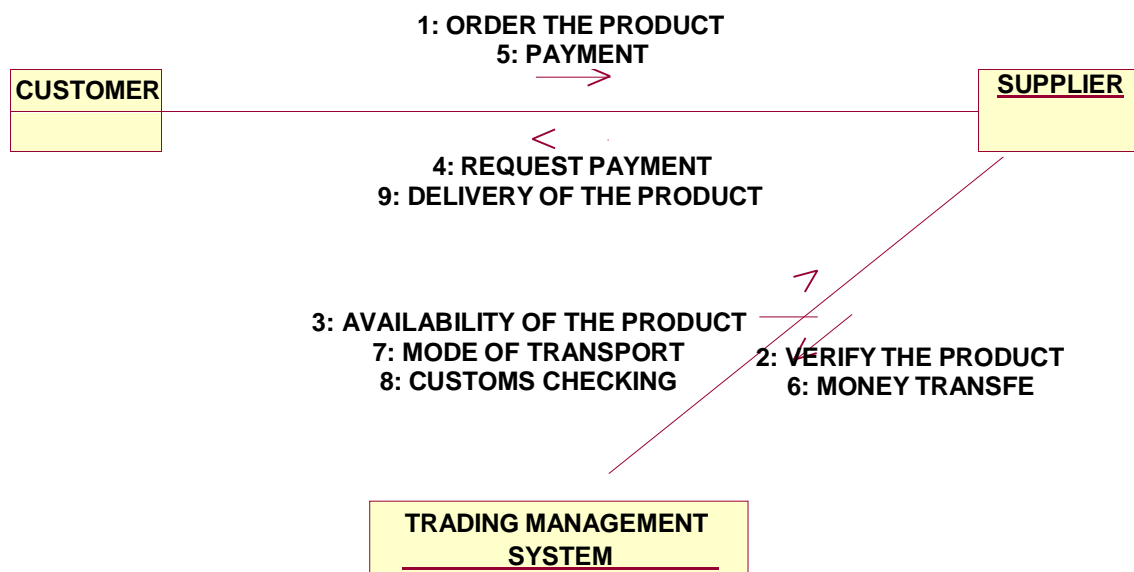 1: ORDER THE PRODUCT
5: PAYMENT
CUSTOMER
SUPPLIER
4: REQUEST PAYMENT
9: DELIVERY OF THE PRODUCT
3: AVAILABILITY OF THE PRODUCT
7: MODE OF TRANSPORT
8: CUSTOMS CHECKING
2: VERIFY THE PRODUCT
6: MONEY TRANSFE
TRADING MANAGEMENT
SYSTEM